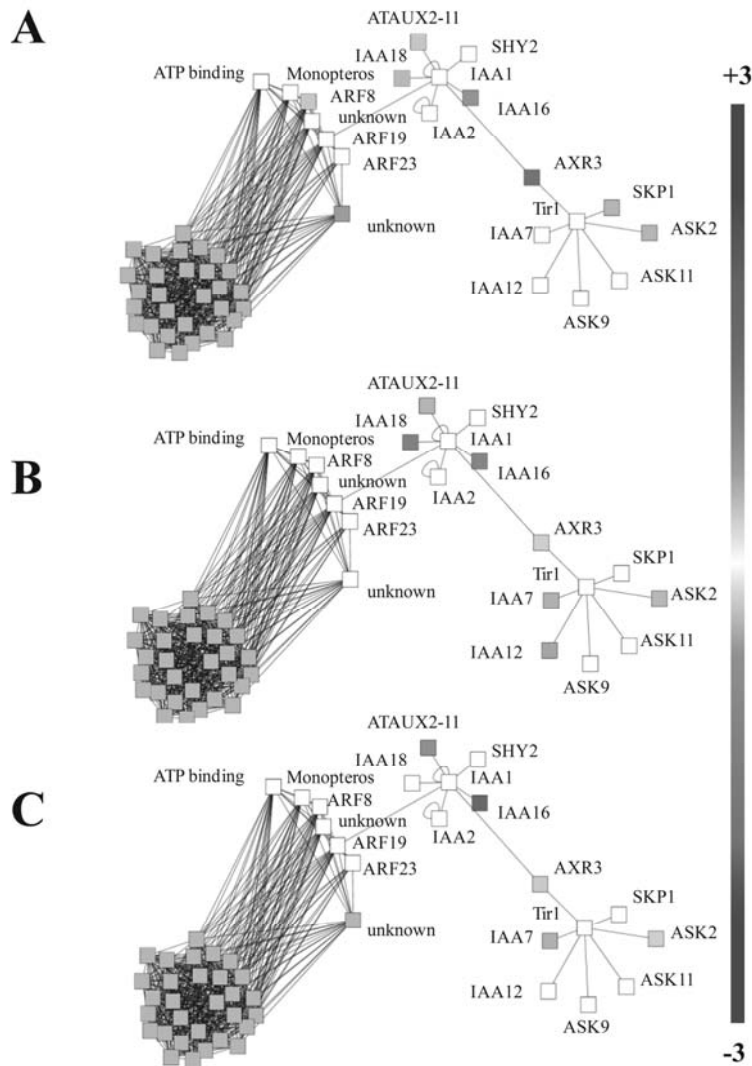 A
ATAUX2-11
SHY2
IAA18
IAA1
ATP binding
Monopteros
ARF8
IAA16
unknown
IAA2
ARF19
ARF23
AXR3
SKP1
Tir1
unknown
IAA7
ASK2
IAA12
ASK11
ASK9
+3
B
ATAUX2-11
SHY2
IAA18
IAA1
ATP binding
Monopteros
ARF8
IAA16
unknown
IAA2
ARF19
ARF23
AXR3
SKP1
Tir1
unknown
IAA7
ASK2
IAA12
ASK11
ASK9
C
ATAUX2-11
SHY2
IAA18
IAA1
ATP binding
Monopteros
ARF8
IAA16
unknown
IAA2
ARF19
ARF23
AXR3
SKP1
Tir1
unknown
IAA7
ASK2
IAA12
ASK11
ASK9
-3